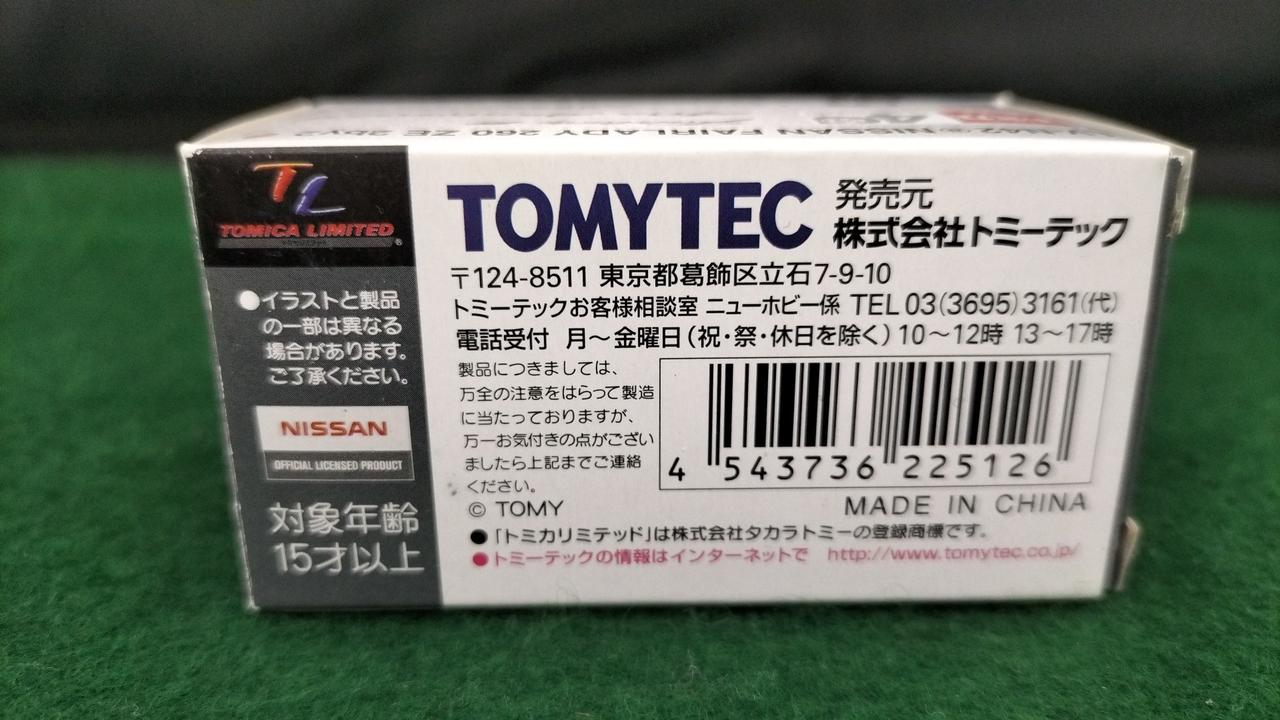 NISSAN FAIRLADY 280
TL
TOMICA LIMITED
®
●イラストと製品
の一部は異なる
場合があります。
ご了承ください。
NISSAN
OFFICIAL LICENSED PRODUCT
対象年齢
15才以上
TOMYTEC
発売元
株式会社トミーテック
〒124-8511 東京都葛飾区立石7-9-10
トミーテックお客様相談室 ニューホビー係 TEL 03(3695)3161(代)
電話受付 月〜金曜日(祝・祭・休日を除く)10〜12時 13〜17時
製品につきましては、
万全の注意をはらって製造
に当たっておりますが、
万一お気付きの点がござい
ましたら上記までご連絡
ください。
4 543736 225126
© TOMY
MADE IN CHINA
●「トミカリミテッド」は株式会社タカラトミーの登録商標です。
●トミーテックの情報はインターネットで http://www.tomytec.co.jp/